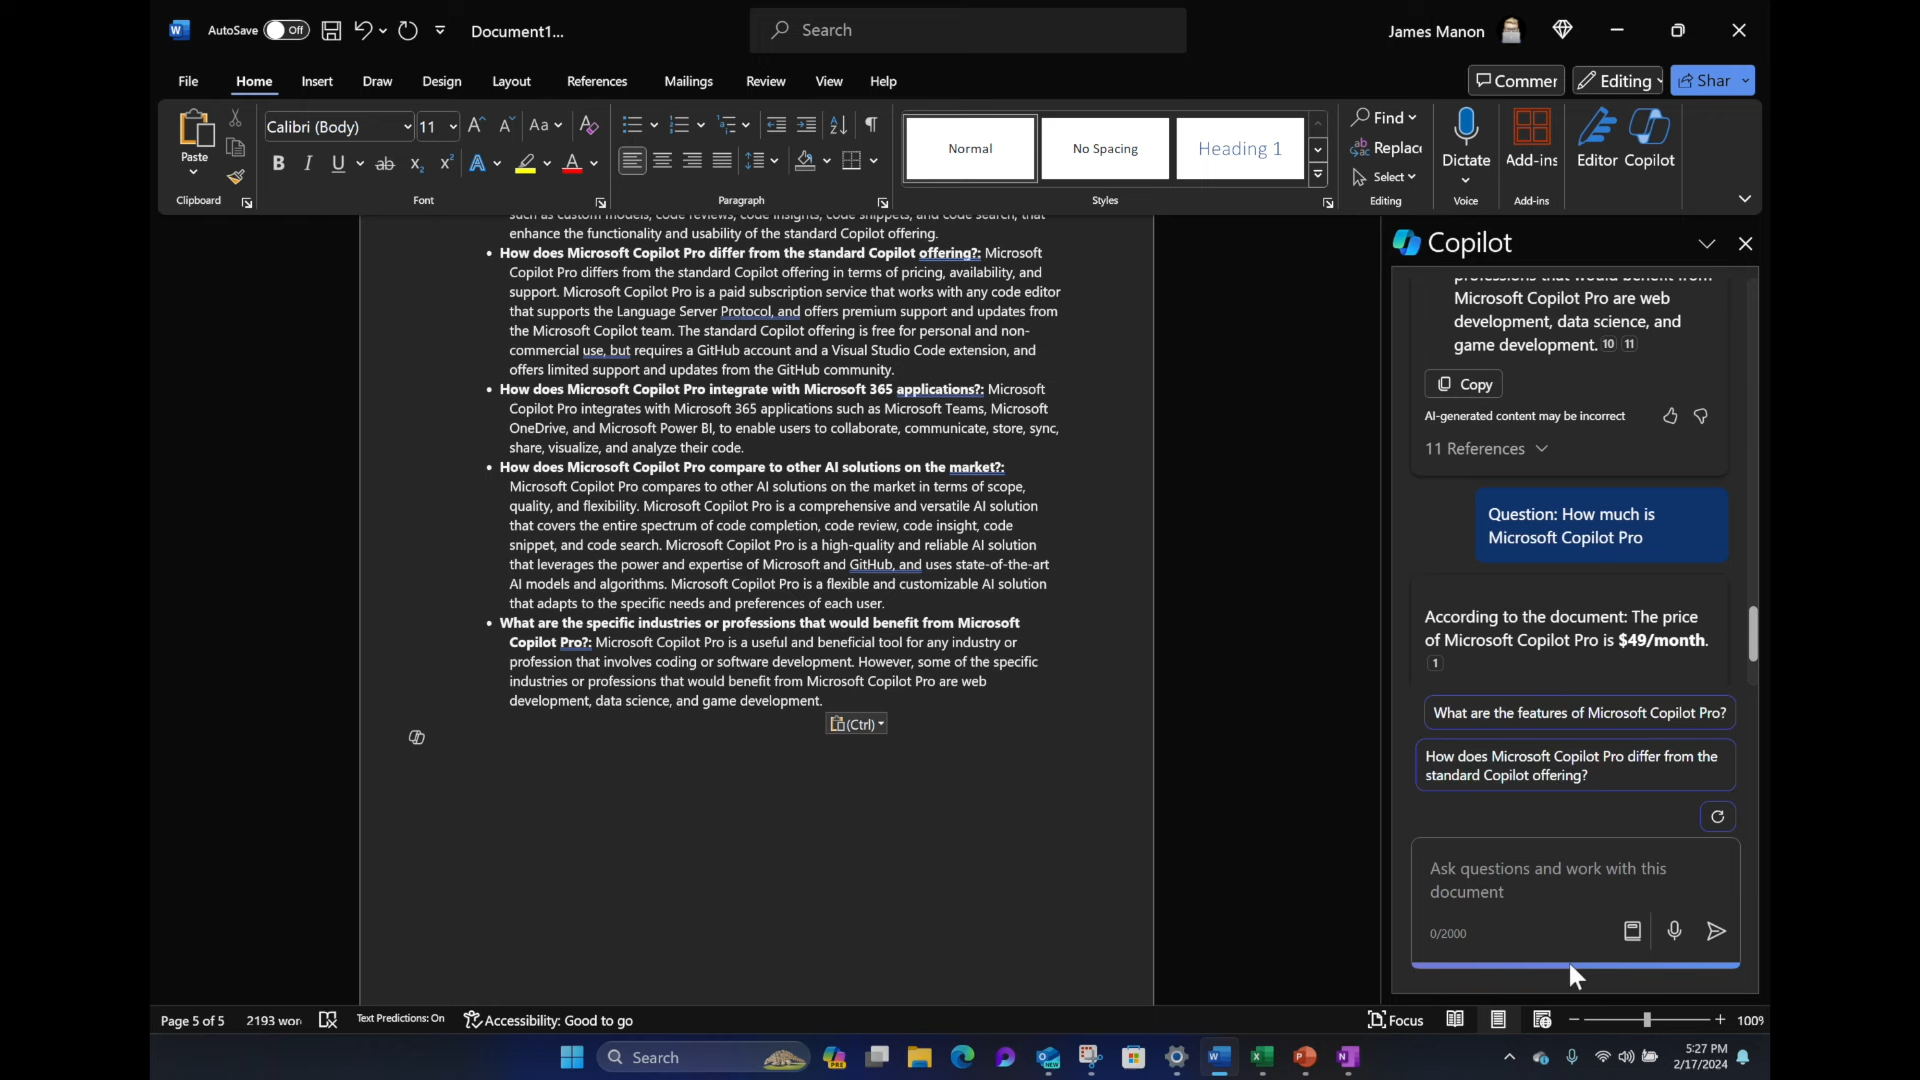 AutoSave Off Document1... Search James Manon
File Home Insert Draw Design Layout References Mailings Review View Help Commer Editing Shar
Paste
Calibri (Body) 11
Normal
No Spacing
Heading 1
Find
Replace
Select
Dictate
Add-ins
Editor
Copilot
Clipboard Font Paragraph Styles Editing Voice Add-ins
such as custom models, code reviews, code insights, code snippets, and code search, that
enhance the functionality and usability of the standard Copilot offering.
• How does Microsoft Copilot Pro differ from the standard Copilot offering?: Microsoft
Copilot Pro differs from the standard Copilot offering in terms of pricing, availability, and
support. Microsoft Copilot Pro is a paid subscription service that works with any code editor
that supports the Language Server Protocol, and offers premium support and updates from
the Microsoft Copilot team. The standard Copilot offering is free for personal and non-
commercial use, but requires a GitHub account and a Visual Studio Code extension, and
offers limited support and updates from the GitHub community.
• How does Microsoft Copilot Pro integrate with Microsoft 365 applications?: Microsoft
Copilot Pro integrates with Microsoft 365 applications such as Microsoft Teams, Microsoft
OneDrive, and Microsoft Power BI, to enable users to collaborate, communicate, store, sync,
share, visualize, and analyze their code.
• How does Microsoft Copilot Pro compare to other AI solutions on the market?:
Microsoft Copilot Pro compares to other AI solutions on the market in terms of scope,
quality, and flexibility. Microsoft Copilot Pro is a comprehensive and versatile AI solution
that covers the entire spectrum of code completion, code review, code insight, code
snippet, and code search. Microsoft Copilot Pro is a high-quality and reliable AI solution
that leverages the power and expertise of Microsoft and GitHub, and uses state-of-the-art
AI models and algorithms. Microsoft Copilot Pro is a flexible and customizable AI solution
that adapts to the specific needs and preferences of each user.
• What are the specific industries or professions that would benefit from Microsoft
Copilot Pro?: Microsoft Copilot Pro is a useful and beneficial tool for any industry or
profession that involves coding or software development. However, some of the specific
industries or professions that would benefit from Microsoft Copilot Pro are web
development, data science, and game development.
(Ctrl)
Copilot
professions that would benefit from
Microsoft Copilot Pro are web
development, data science, and
game development. 10 11
Copy
AI-generated content may be incorrect
11 References
Question: How much is
Microsoft Copilot Pro
According to the document: The price
of Microsoft Copilot Pro is $49/month.
1
What are the features of Microsoft Copilot Pro?
How does Microsoft Copilot Pro differ from the
standard Copilot offering?
Ask questions and work with this
document
0/2000
Page 5 of 5 2193 wor Text Predictions: On Accessibility: Good to go Focus 100%
Search
5:27 PM
2/17/2024